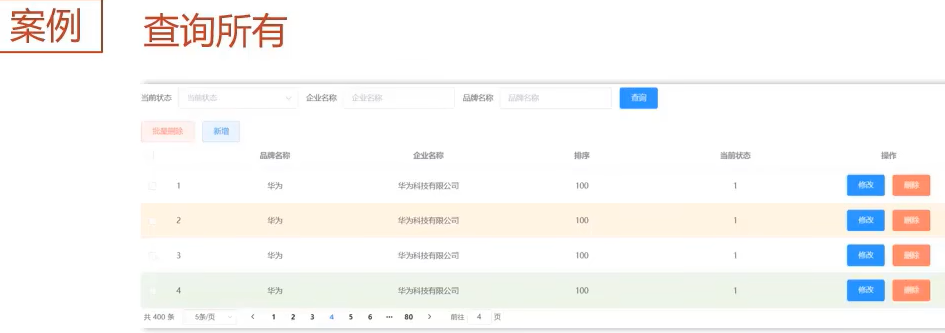 案例
查询所有
当前状态 当前状态 企业名称 企业名称 品牌名称 品牌名称 查询
批量删除 新增
品牌名称 企业名称 排序 当前状态 操作
1 华为 华为科技有限公司 100 1 修改 删除
2 华为 华为科技有限公司 100 1 修改 删除
3 华为 华为科技有限公司 100 1 修改 删除
4 华为 华为科技有限公司 100 1 修改 删除
共 400 条 5条/页 < 1 2 3 4 5 6 ··· 80 > 前往 4 页